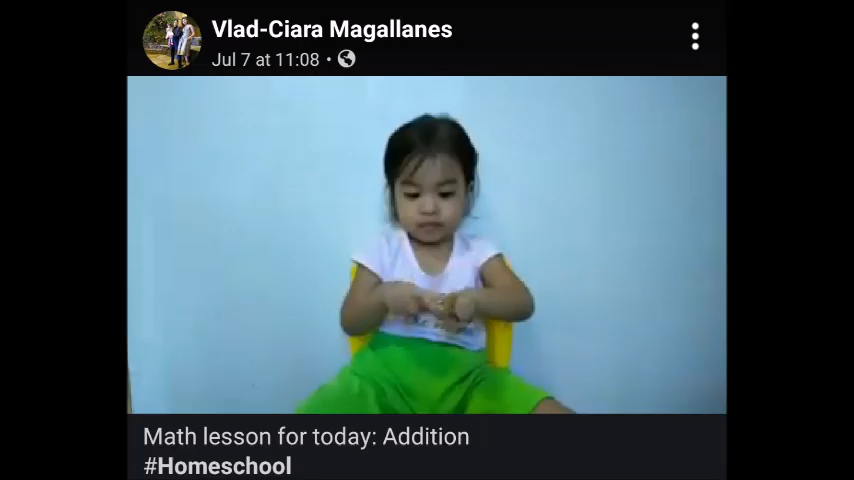 Vlad-Ciara Magallanes
Jul 7 at 11:08 •
Math lesson for today: Addition
#Homeschool